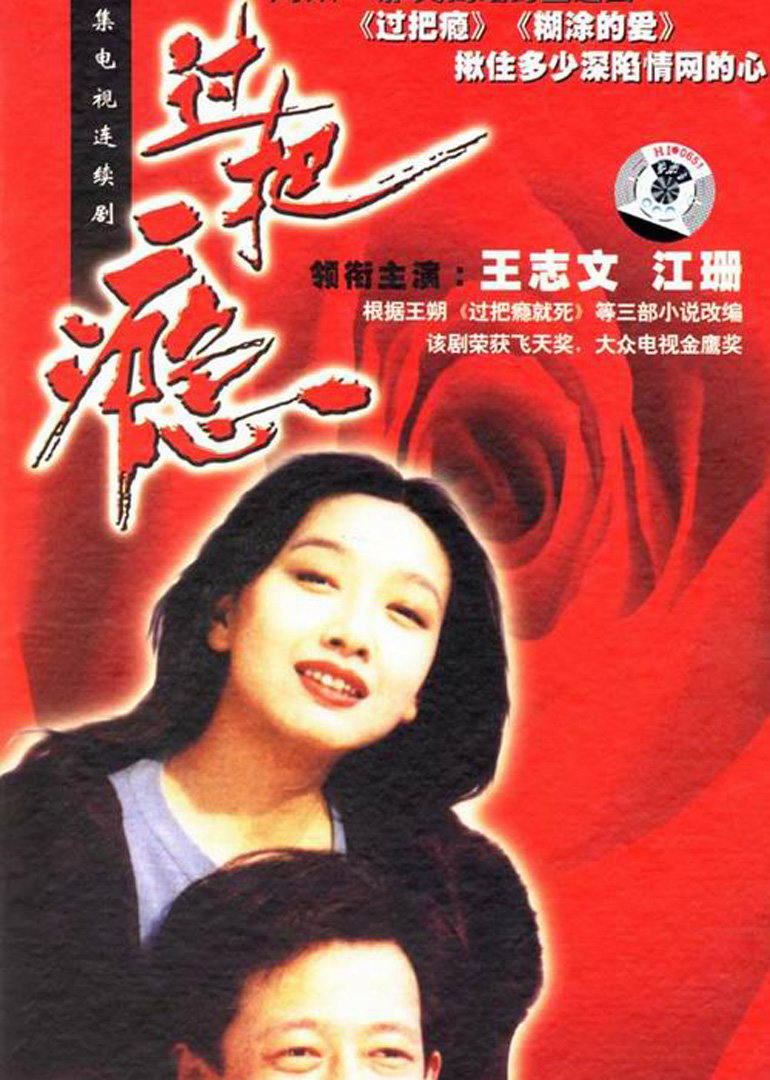 《过把瘾》《糊涂的爱》
揪住多少深陷情网的心
集电视连续剧
过把瘾
HI●0651
领衔主演：王志文 江珊
根据王朔《过把瘾就死》等三部小说改编
该剧荣获飞天奖，大众电视金鹰奖